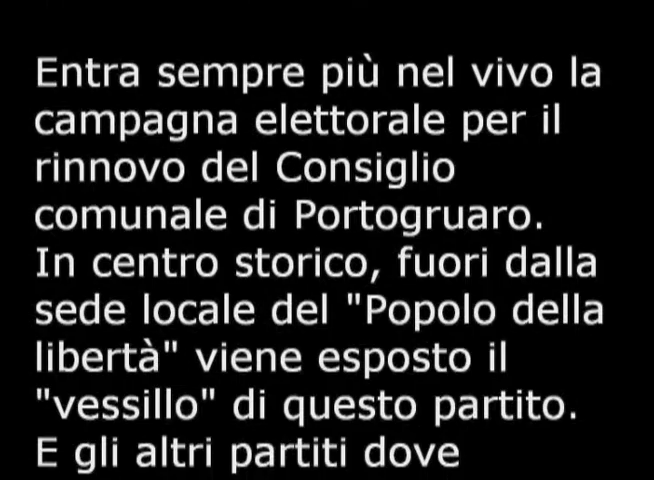 Entra sempre più nel vivo la
campagna elettorale per il
rinnovo del Consiglio
comunale di Portogruaro.
In centro storico, fuori dalla
sede locale del "Popolo della
libertà" viene esposto il
"vessillo" di questo partito.
E gli altri partiti dove